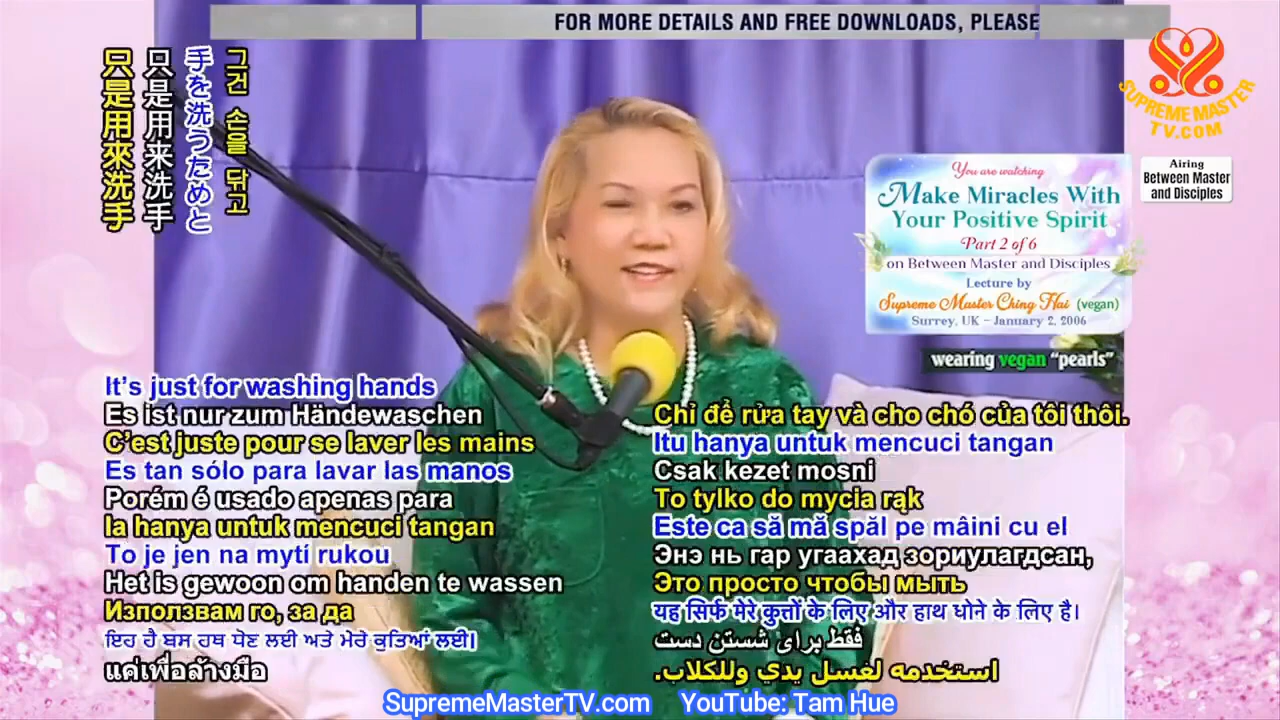 FOR MORE DETAILS AND FREE DOWNLOADS, PLEASE
SUPREME MASTER
TV.COM
You are watching
Make Miracles With
Your Positive Spirit
Part 2 of 6
on Between Master and Disciples
Lecture by
Supreme Master Ching Hai (vegan)
Surrey, UK – January 2, 2006
Airing
Between Master
and Disciples
wearing vegan “pearls”
그건 손을 닦고
手を洗うためと
只是用来洗手
只是用來洗手
It’s just for washing hands
Es ist nur zum Händewaschen
C’est juste pour se laver les mains
Es tan sólo para lavar las manos
Porém é usado apenas para
Ia hanya untuk mencuci tangan
To je jen na mytí rukou
Het is gewoon om handen te wassen
Използвам го, за да
ਇਹ ਹੈ ਬਸ ਹਥ ਧੋਣ ਲਈ ਅਤੇ ਮੇਰੇ ਕੁਤਿਆਂ ਲਈ।
แค่เพื่อล้างมือ
Chỉ để rửa tay và cho chó của tôi thôi.
Itu hanya untuk mencuci tangan
Csak kezet mosni
To tylko do mycia rąk
Este ca să mă spăl pe mâini cu el
Энэ нь гар угаахад зориулагдсан,
Это просто чтобы мыть
यह सिर्फ मेरे कुत्तों के लिए और हाथ धोने के लिए है।
فقط برای شستن دست
استخدمه لغسل يدي وللكلاب.
SupremeMasterTV.com YouTube: Tam Hue